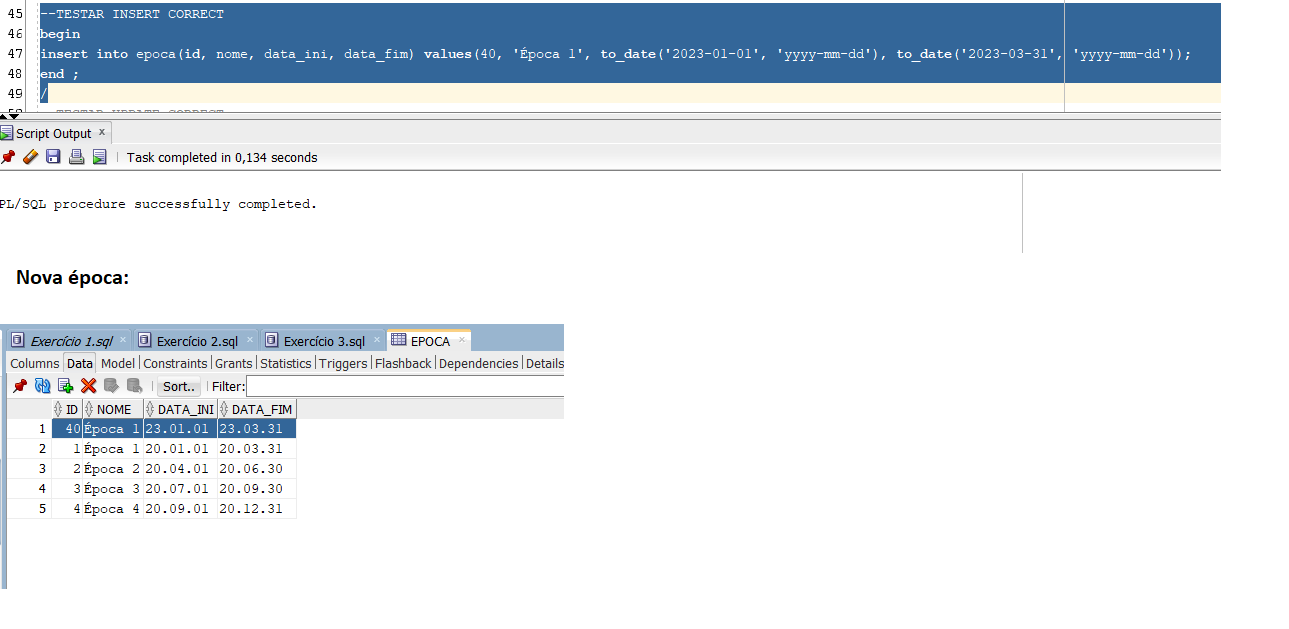 45 --TESTAR INSERT CORRECT
46 begin
47 insert into epoca(id, nome, data_ini, data_fim) values(40, 'Época 1', to_date('2023-01-01', 'yyyy-mm-dd'), to_date('2023-03-31', 'yyyy-mm-dd'));
48 end ;
49 /
50 --TESTAR UPDATE CORRECT
Script Output x
Task completed in 0,134 seconds
PL/SQL procedure successfully completed.
Nova época:
Exercício 1.sql Exercício 2.sql Exercício 3.sql EPOCA
Columns Data Model Constraints Grants Statistics Triggers Flashback Dependencies Details
Sort.. Filter:
ID NOME DATA_INI DATA_FIM
1 40 Época 1 23.01.01 23.03.31
2 1 Época 1 20.01.01 20.03.31
3 2 Época 2 20.04.01 20.06.30
4 3 Época 3 20.07.01 20.09.30
5 4 Época 4 20.09.01 20.12.31